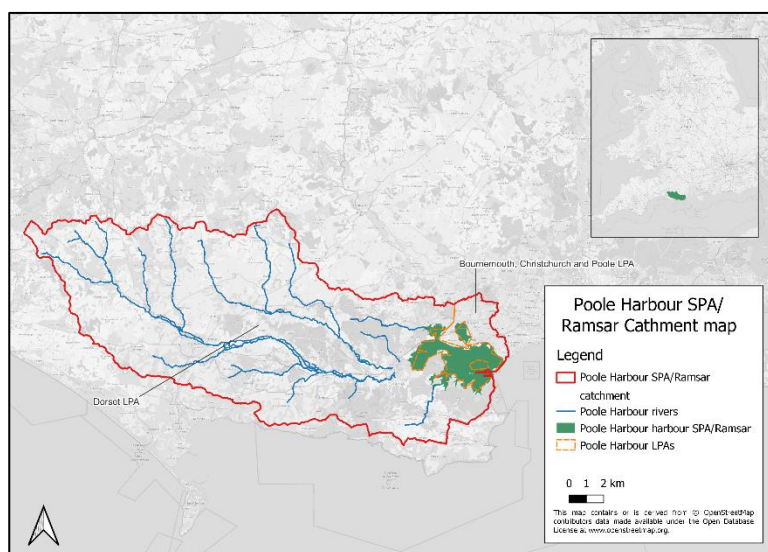 Bournemouth, Christchurch and Poole LPA
Dorset LPA
Poole Harbour SPA/
Ramsar Cathment map
Legend
Poole Harbour SPA/Ramsar
catchment
Poole Harbour rivers
Poole Harbour harbour SPA/Ramsar
Poole Harbour LPAs
0 1 2 km
This map contains or is derived from © OpenStreetMap
contributors data made available under the Open Database
License at www.openstreetmap.org.